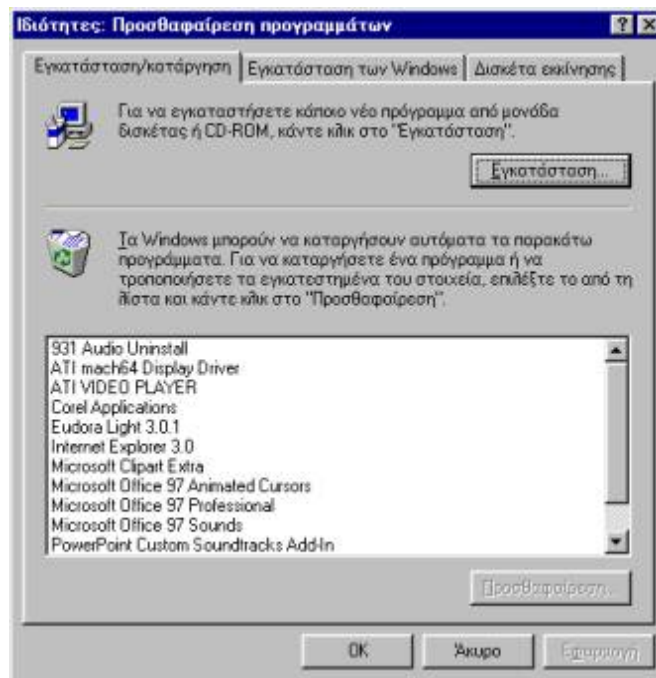 Ιδιότητες: Προσθαφαίρεση προγραμμάτων
Εγκατάσταση/κατάργηση Εγκατάσταση των Windows Δισκέτα εκκίνησης
Για να εγκαταστήσετε κάποιο νέο πρόγραμμα από μονάδα
δισκέτας ή CD-ROM, κάντε κλικ στο "Εγκατάσταση".
Εγκατάσταση...
Τα Windows μπορούν να καταργήσουν αυτόματα τα παρακάτω
προγράμματα. Για να καταργήσετε ένα πρόγραμμα ή να
τροποποιήσετε τα εγκατεστημένα του στοιχεία, επιλέξτε το από τη
λίστα και κάντε κλικ στο "Προσθαφαίρεση".
931 Audio Uninstall
ATI mach64 Display Driver
ATI VIDEO PLAYER
Corel Applications
Eudora Light 3.0.1
Internet Explorer 3.0
Microsoft Clipart Extra
Microsoft Office 97 Animated Cursors
Microsoft Office 97 Professional
Microsoft Office 97 Sounds
PowerPoint Custom Soundtracks Add-In
Προσθαφαίρεση...
OK Άκυρο Εφαρμογή